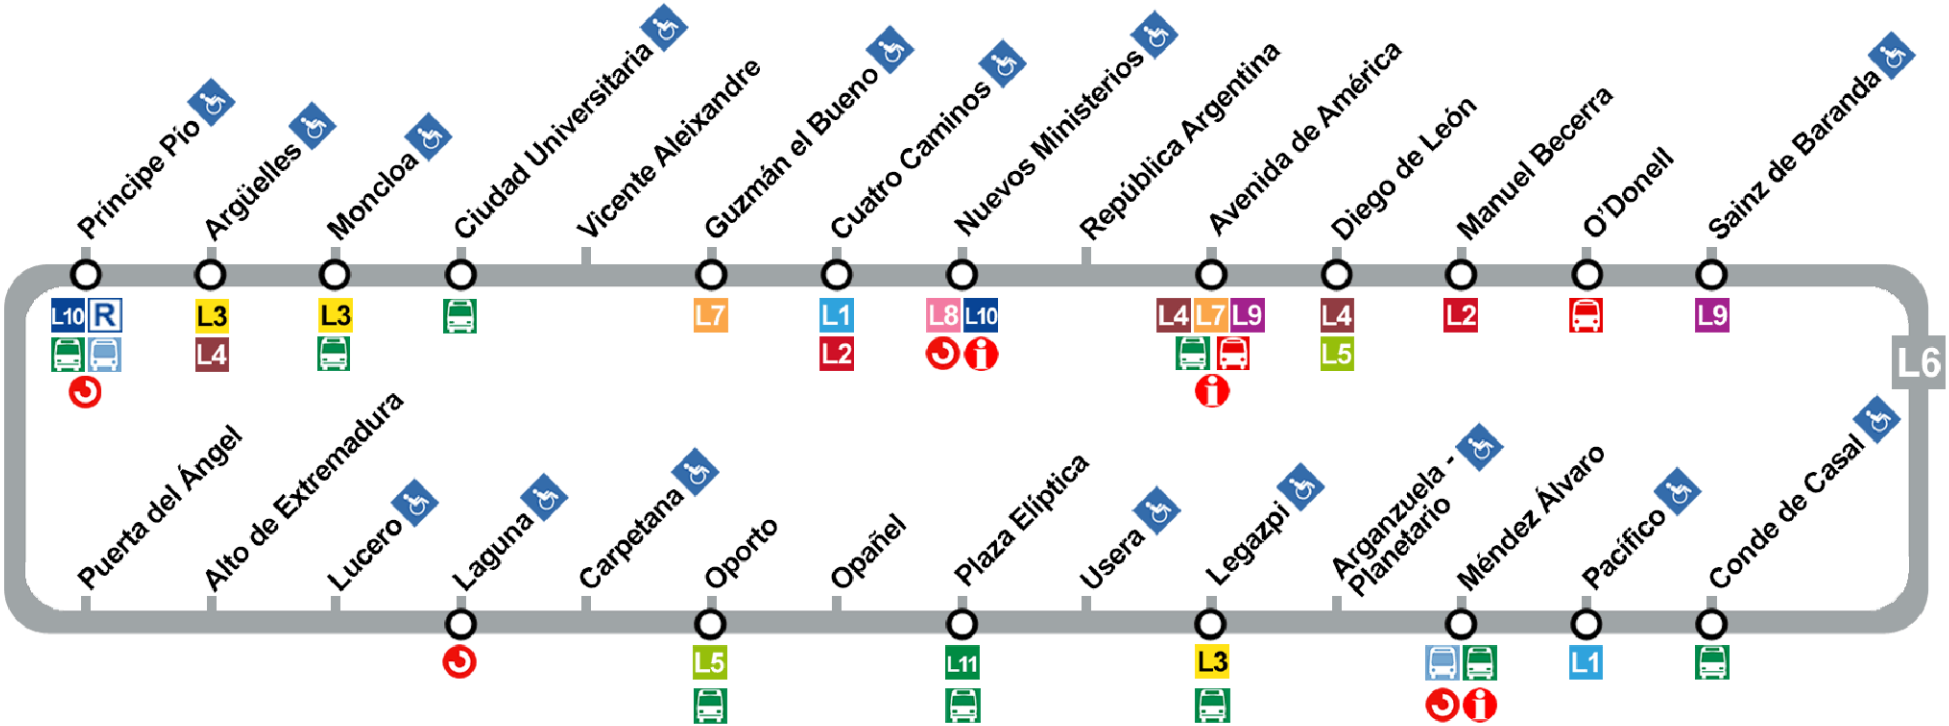 Príncipe Pío
Argüelles
Moncloa
Ciudad Universitaria
Vicente Aleixandre
Guzmán el Bueno
Cuatro Caminos
Nuevos Ministerios
República Argentina
Avenida de América
Diego de León
Manuel Becerra
O'Donell
Sainz de Baranda
L10 R
L3
L4
L3
L7
L1
L2
L8 L10
L4 L7 L9
L4
L5
L2
L9
L6
Puerta del Ángel
Alto de Extremadura
Lucero
Laguna
Carpetana
Oporto
Opañel
Plaza Elíptica
Usera
Legazpi
Arganzuela -
Planetario
Méndez Álvaro
Pacífico
Conde de Casal
L5
L11
L3
L1